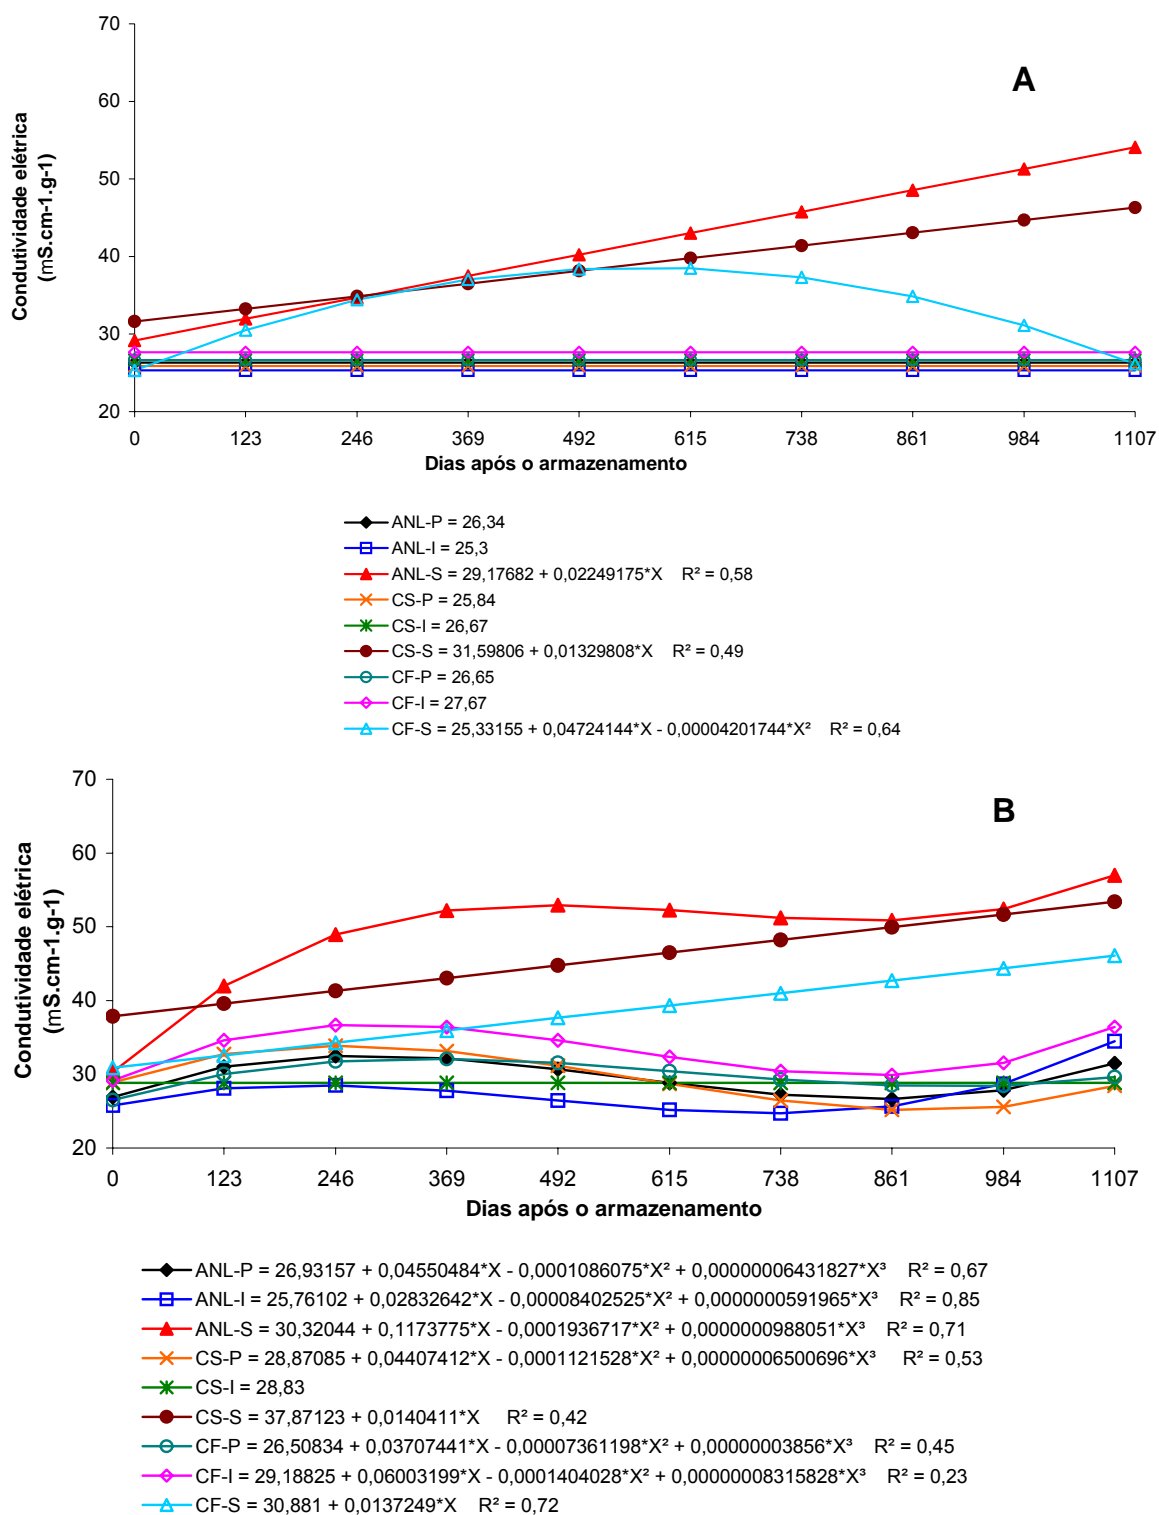 70
60
50
40
30
20
Condutividade elétrica
(mS.cm-1.g-1)
A
0 123 246 369 492 615 738 861 984 1107
Dias após o armazenamento
ANL-P = 26,34
ANL-I = 25,3
ANL-S = 29,17682 + 0,02249175*X R² = 0,58
CS-P = 25,84
CS-I = 26,67
CS-S = 31,59806 + 0,01329808*X R² = 0,49
CF-P = 26,65
CF-I = 27,67
CF-S = 25,33155 + 0,04724144*X - 0,00004201744*X² R² = 0,64
70
60
50
40
30
20
Condutividade elétrica
(mS.cm-1.g-1)
B
0 123 246 369 492 615 738 861 984 1107
Dias após o armazenamento
ANL-P = 26,93157 + 0,04550484*X - 0,0001086075*X² + 0,00000006431827*X³ R² = 0,67
ANL-I = 25,76102 + 0,02832642*X - 0,00008402525*X² + 0,0000000591965*X³ R² = 0,85
ANL-S = 30,32044 + 0,1173775*X - 0,0001936717*X² + 0,0000000988051*X³ R² = 0,71
CS-P = 28,87085 + 0,04407412*X - 0,0001121528*X² + 0,00000006500696*X³ R² = 0,53
CS-I = 28,83
CS-S = 37,87123 + 0,0140411*X R² = 0,42
CF-P = 26,50834 + 0,03707441*X - 0,00007361198*X² + 0,00000003856*X³ R² = 0,45
CF-I = 29,18825 + 0,06003199*X - 0,0001404028*X² + 0,00000008315828*X³ R² = 0,23
CF-S = 30,881 + 0,0137249*X R² = 0,72